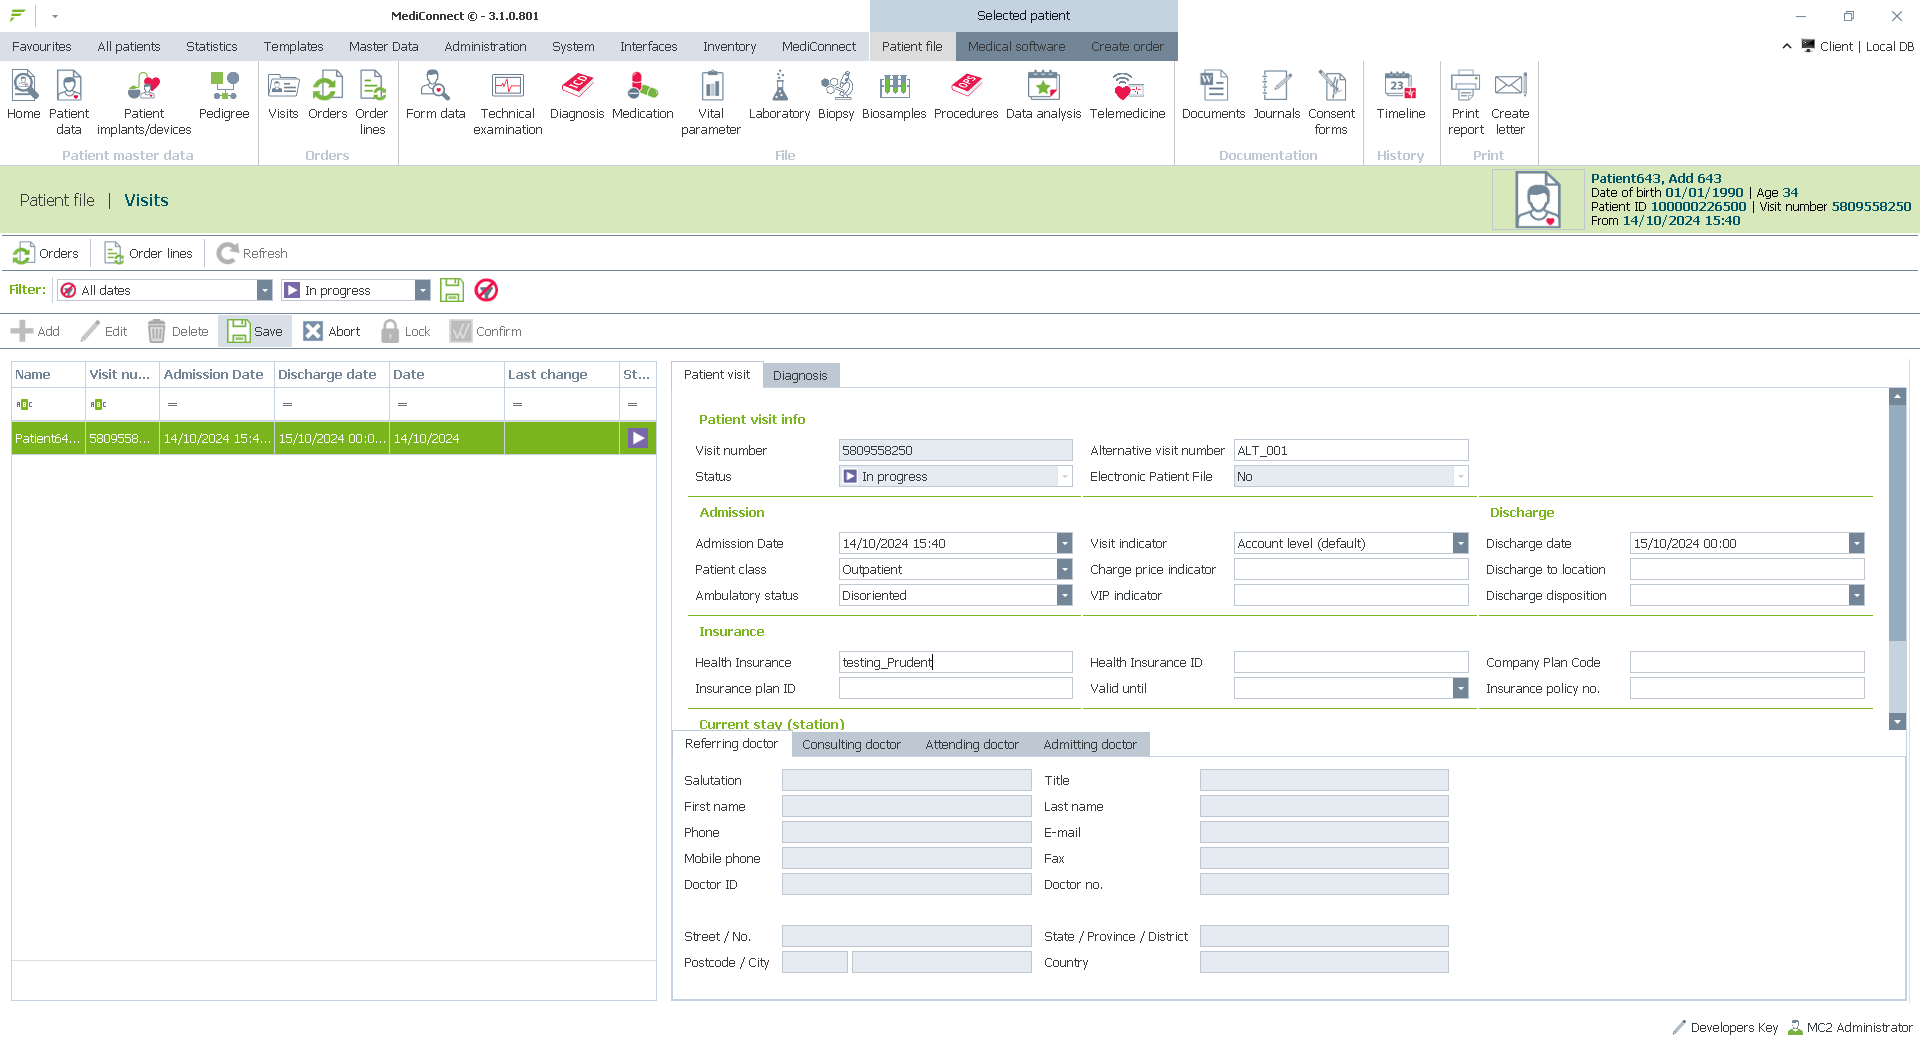 MediConnect © - 3.1.0.801
Selected patient
Favourites All patients Statistics Templates Master Data Administration System Interfaces Inventory MediConnect Patient file Medical software Create order
Client | Local DB
Home Patient data Patient implants/devices Pedigree Visits Orders Order lines Form data Technical examination Diagnosis Medication Vital parameter Laboratory Biopsy Biosamples Procedures Data analysis Telemedicine Documents Journals Consent forms Timeline Print report Create letter
Patient master data Orders File Documentation History Print
Patient file | Visits
Patient643, Add 643
Date of birth 01/01/1990 | Age 34
Patient ID 100000226500 | Visit number 5809558250
From 14/10/2024 15:40
Orders Order lines Refresh
Filter: All dates In progress
Add Edit Delete Save Abort Lock Confirm
Name Visit nu... Admission Date Discharge date Date Last change St...
ABC ABC = = = = =
Patient64... 5809558... 14/10/2024 15:4... 15/10/2024 00:0... 14/10/2024
Patient visit Diagnosis
Patient visit info
Visit number 5809558250 Alternative visit number ALT_001
Status In progress Electronic Patient File No
Admission Discharge
Admission Date 14/10/2024 15:40 Visit indicator Account level (default) Discharge date 15/10/2024 00:00
Patient class Outpatient Charge price indicator Discharge to location
Ambulatory status Disoriented VIP indicator Discharge disposition
Insurance
Health Insurance testing_Prudent Health Insurance ID Company Plan Code
Insurance plan ID Valid until Insurance policy no.
Current stay (station)
Referring doctor Consulting doctor Attending doctor Admitting doctor
Salutation Title
First name Last name
Phone E-mail
Mobile phone Fax
Doctor ID Doctor no.
Street / No. State / Province / District
Postcode / City Country
Developers Key MC2 Administrator